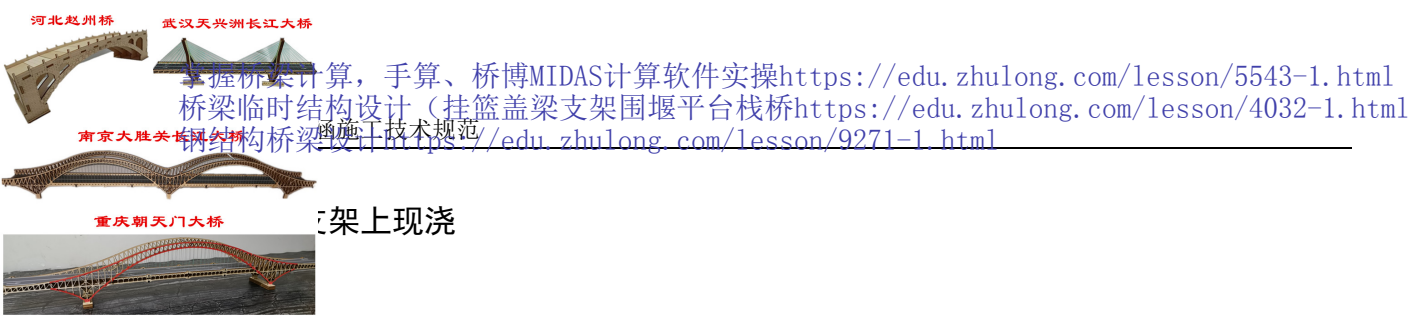 河北赵州桥
武汉天兴洲长江大桥
掌握桥梁计算，手算、桥博MIDAS计算软件实操https://edu.zhulong.com/lesson/5543-1.html
桥梁临时结构设计（挂篮盖梁支架围堰平台栈桥https://edu.zhulong.com/lesson/4032-1.html
涵施工技术规范
南京大胜关长江大桥
钢结构桥梁设计https://edu.zhulong.com/lesson/9271-1.html
支架上现浇
重庆朝天门大桥